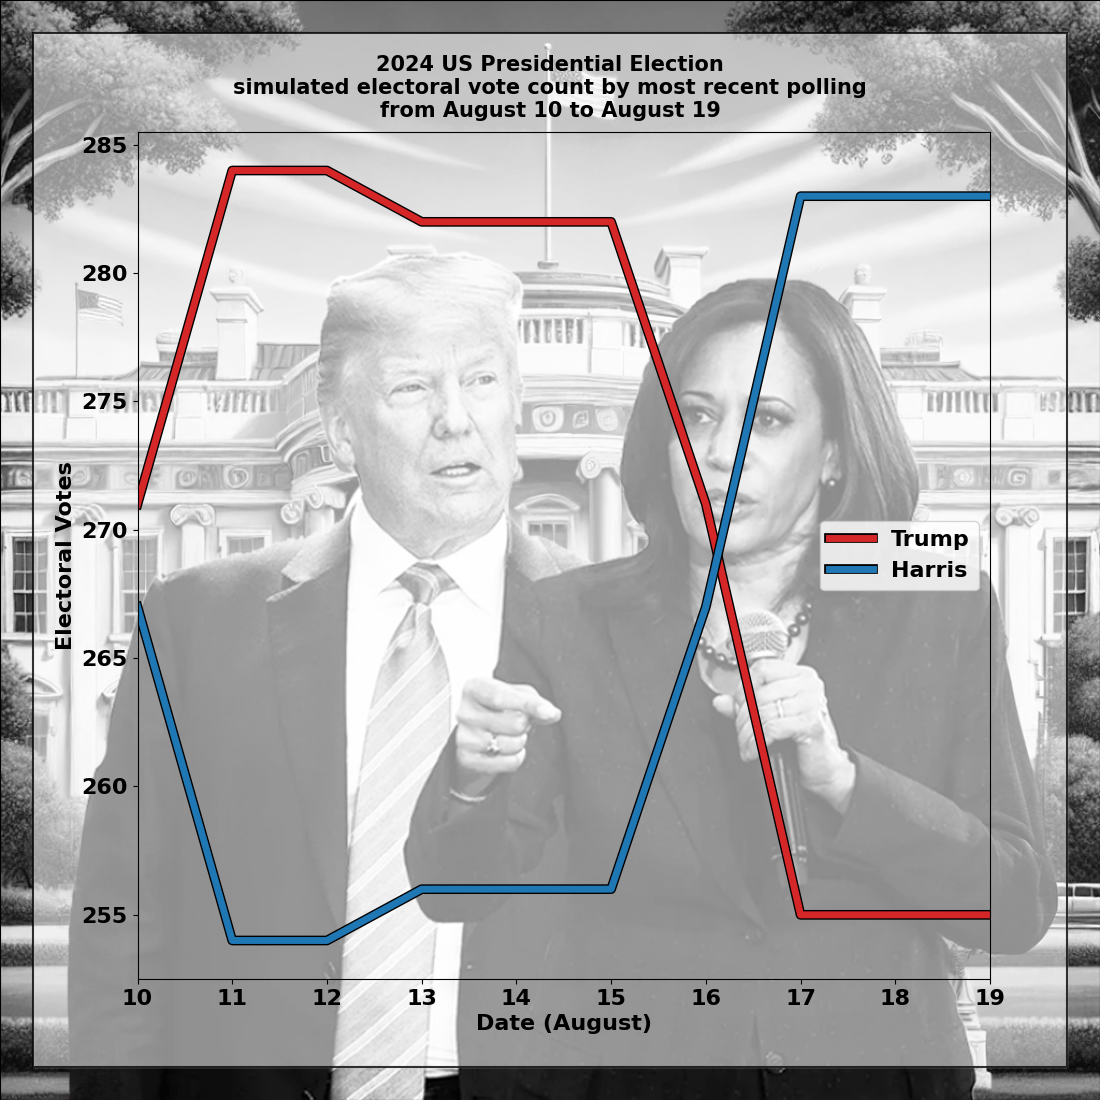 2024 US Presidential Election
simulated electoral vote count by most recent polling
from August 10 to August 19
285
280
275
270
265
260
255
Electoral Votes
Trump
Harris
10 11 12 13 14 15 16 17 18 19
Date (August)